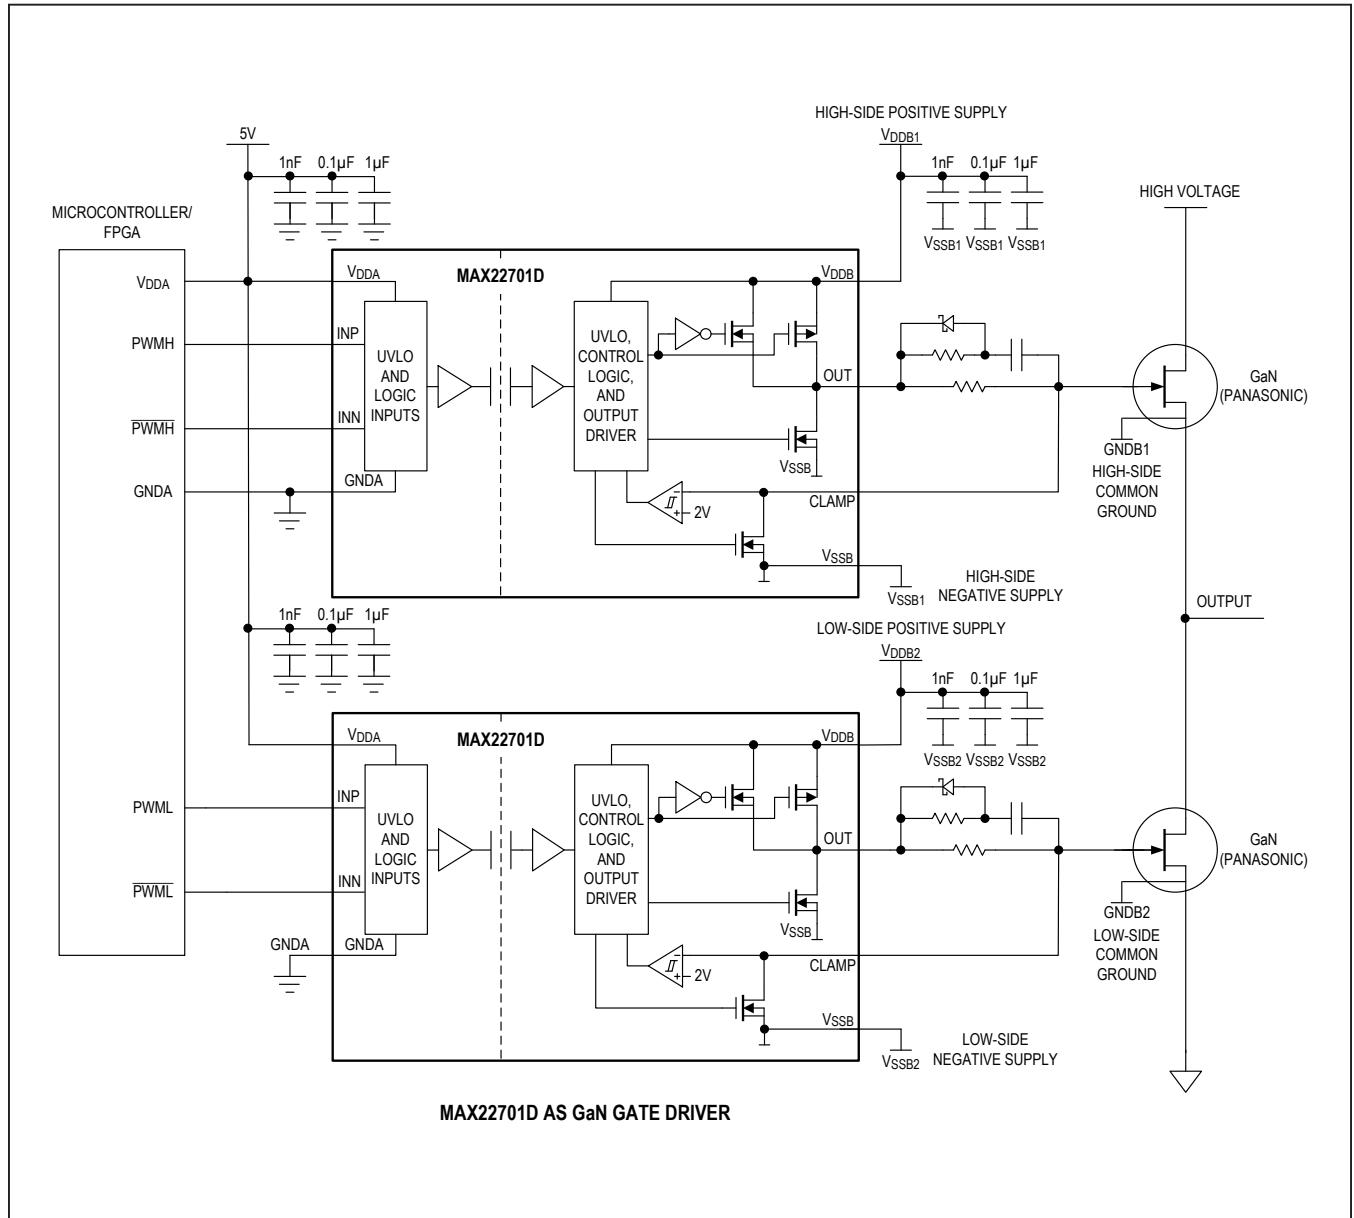 HIGH-SIDE POSITIVE SUPPLY
5V
VDDB1
1nF 0.1µF 1µF
1nF 0.1µF 1µF
HIGH VOLTAGE
MICROCONTROLLER/
FPGA
VSSB1 VSSB1 VSSB1
VDDA
VDDA
MAX22701D
VDDB
PWMH
INP
UVLO
AND
LOGIC
INPUTS
UVLO,
CONTROL
LOGIC,
AND
OUTPUT
DRIVER
OUT
GaN
(PANASONIC)
PWMH
INN
VSSB
GNDB1
HIGH-SIDE
COMMON
GROUND
GNDA
GNDA
2V
CLAMP
VSSB
VSSB1
HIGH-SIDE
NEGATIVE SUPPLY
OUTPUT
1nF 0.1µF 1µF
LOW-SIDE POSITIVE SUPPLY
VDDB2
1nF 0.1µF 1µF
VSSB2 VSSB2 VSSB2
VDDA
MAX22701D
VDDB
PWML
INP
UVLO
AND
LOGIC
INPUTS
UVLO,
CONTROL
LOGIC,
AND
OUTPUT
DRIVER
OUT
GaN
(PANASONIC)
PWML
INN
VSSB
GNDB2
LOW-SIDE
COMMON
GROUND
GNDA
GNDA
2V
CLAMP
VSSB
VSSB2
LOW-SIDE
NEGATIVE SUPPLY
MAX22701D AS GaN GATE DRIVER